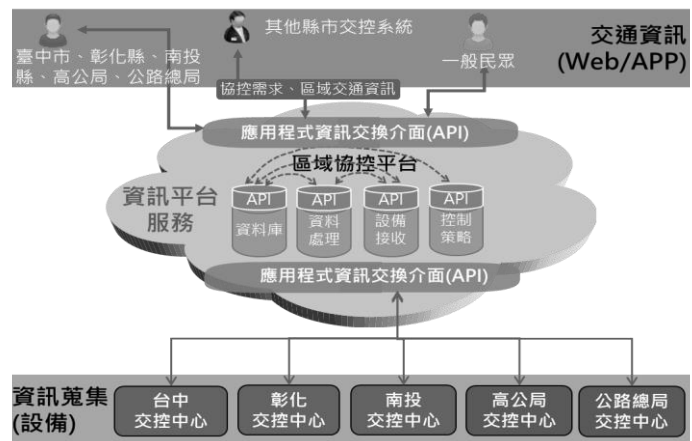 其他縣市交控系統
交通資訊
(Web/APP)
臺中市、彰化縣、南投
縣、高公局、公路總局
一般民眾
協控需求、區域交通資訊
應用程式資訊交換介面(API)
區域協控平台
資訊平台
服務
API
資料庫
API
資料
處理
API
設備
接收
API
控制
策略
應用程式資訊交換介面(API)
資訊蒐集
(設備)
台中
交控中心
彰化
交控中心
南投
交控中心
高公局
交控中心
公路總局
交控中心